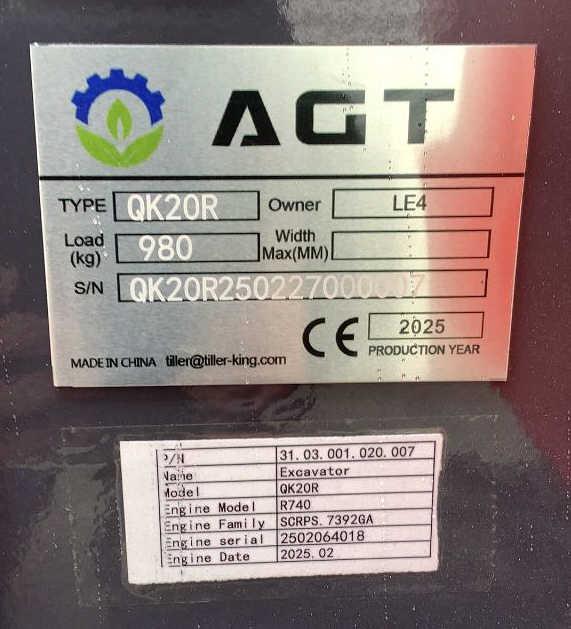 AGT
TYPE QK20R Owner LE4
Load (kg) 980 Width Max(MM)
S/N QK20R250227000007
CE 2025
PRODUCTION YEAR
MADE IN CHINA tiller@tiller-king.com
P/N 31.03.001.020.007
Name Excavator
Model QK20R
Engine Model R740
Engine Family SCRPS.7392GA
Engine serial 2502064018
Engine Date 2025.02